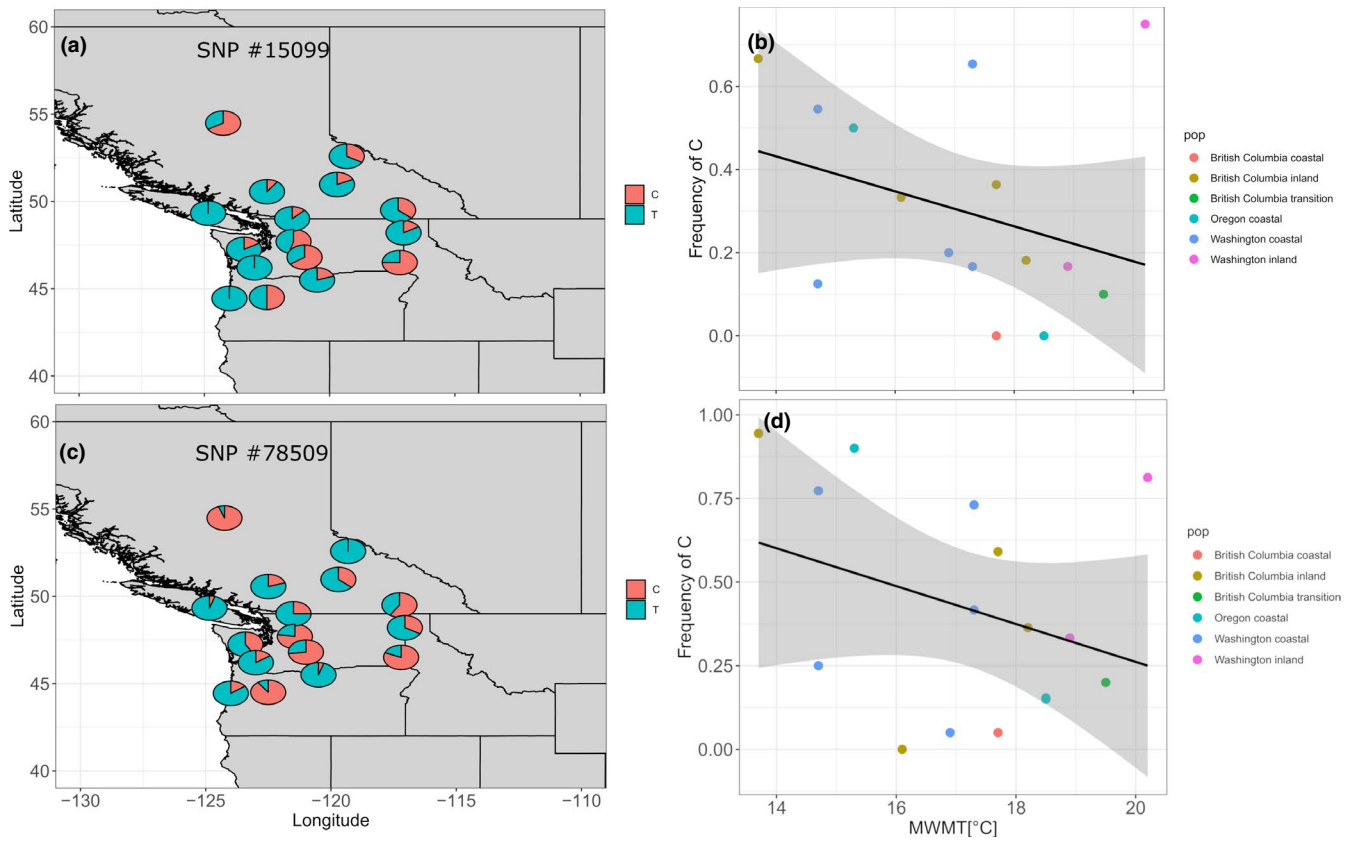 (a)
SNP #15099
60
55
50
45
40
Latitude
C
T
(b)
0.6
0.4
0.2
0.0
Frequency of C
pop
British Columbia coastal
British Columbia inland
British Columbia transition
Oregon coastal
Washington coastal
Washington inland
(c)
SNP #78509
60
55
50
45
40
Latitude
−130
−125
−120
−115
−110
Longitude
C
T
(d)
1.00
0.75
0.50
0.25
0.00
Frequency of C
14
16
18
20
MWMT[°C]
pop
British Columbia coastal
British Columbia inland
British Columbia transition
Oregon coastal
Washington coastal
Washington inland